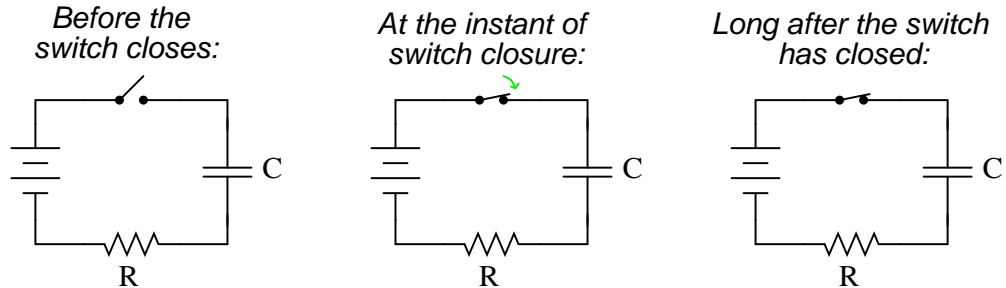 Before the
switch closes:
At the instant of
switch closure:
Long after the switch
has closed:
C
R
C
R
C
R